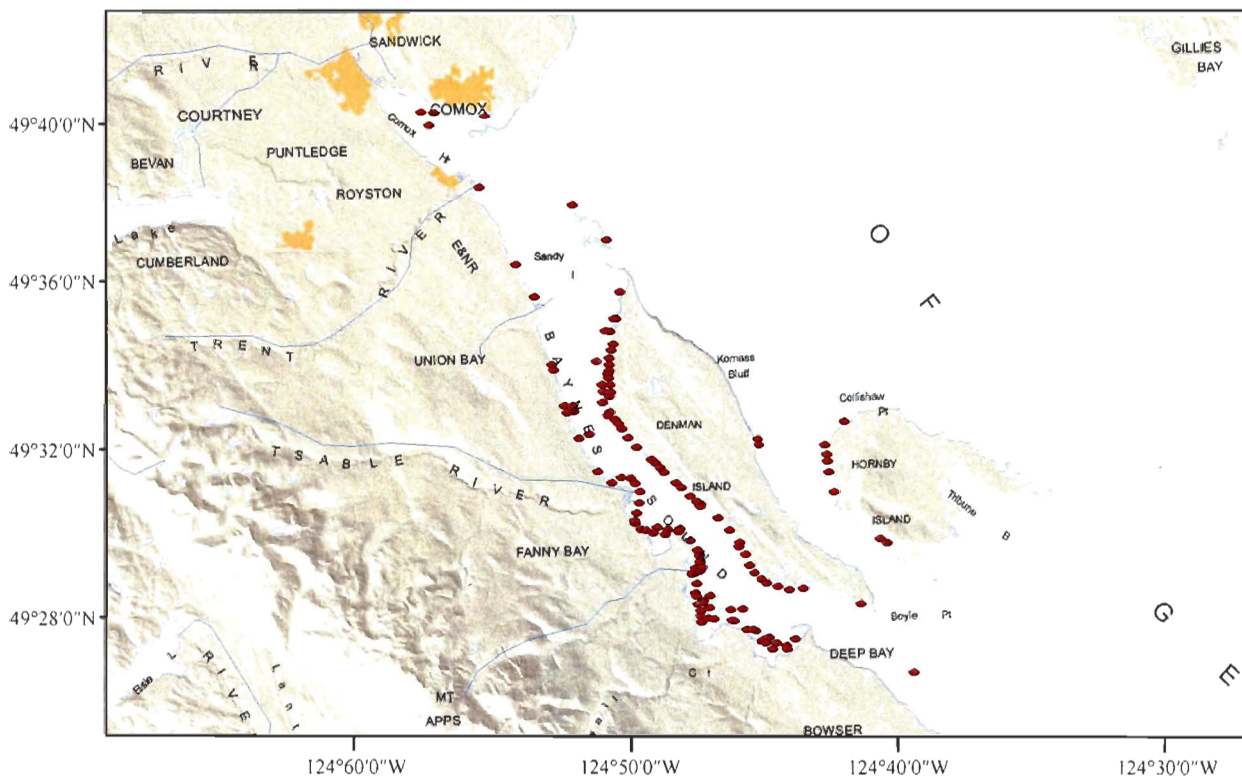 SANDWICK
GILLIES
BAY
RIVER
COURTNEY
COMOX
Comox
49°40'0"N
H
BEVAN
PUNTLEDGE
ROYSTON
Lake
CUMBERLAND
RIVER
E&NR
Sandy
I
O
F
49°36'0"N
TRENT
UNION BAY
BAYNES
Komass
Bluff
Collishaw
Pt
DENMAN
49°32'0"N
TSABLE RIVER
HORNBY
ISLAND
Tribune
B
ISLAND
SOUND
FANNY BAY
49°28'0"N
Boyle Pt
G
DEEP BAY
E
RIVER
MT
APPS
BOWSER
124°60'0"W
124°50'0"W
124°40'0"W
124°30'0"W